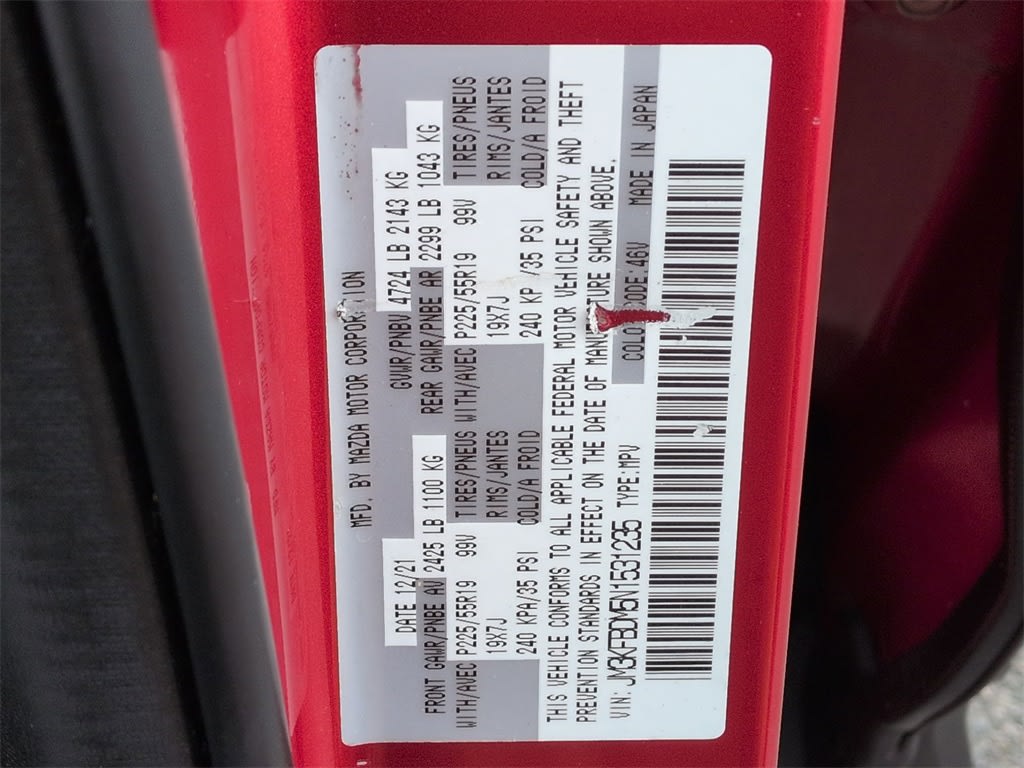 MFD. BY MAZDA MOTOR CORPORATION
DATE 12/21 GVWR/PNBV 4724 LB 2143 KG
FRONT GAWR/PNBE AV 2425 LB 1100 KG REAR GAWR/PNBE AR 2299 LB 1043 KG
WITH/AVEC P225/55R19 99V TIRES/PNEUS WITH/AVEC P225/55R19 99V TIRES/PNEUS
19X7J RIMS/JANTES 19X7J RIMS/JANTES
240 KPA/35 PSI COLD/A FROID 240 KP /35 PSI COLD/A FROID
THIS VEHICLE CONFORMS TO ALL APPLICABLE FEDERAL MOTOR VEHICLE SAFETY AND THEFT
PREVENTION STANDARDS IN EFFECT ON THE DATE OF MANUFACTURE SHOWN ABOVE.
VIN: JM3KFBDM5N1531235 TYPE:MPV COLOR CODE:46V MADE IN JAPAN